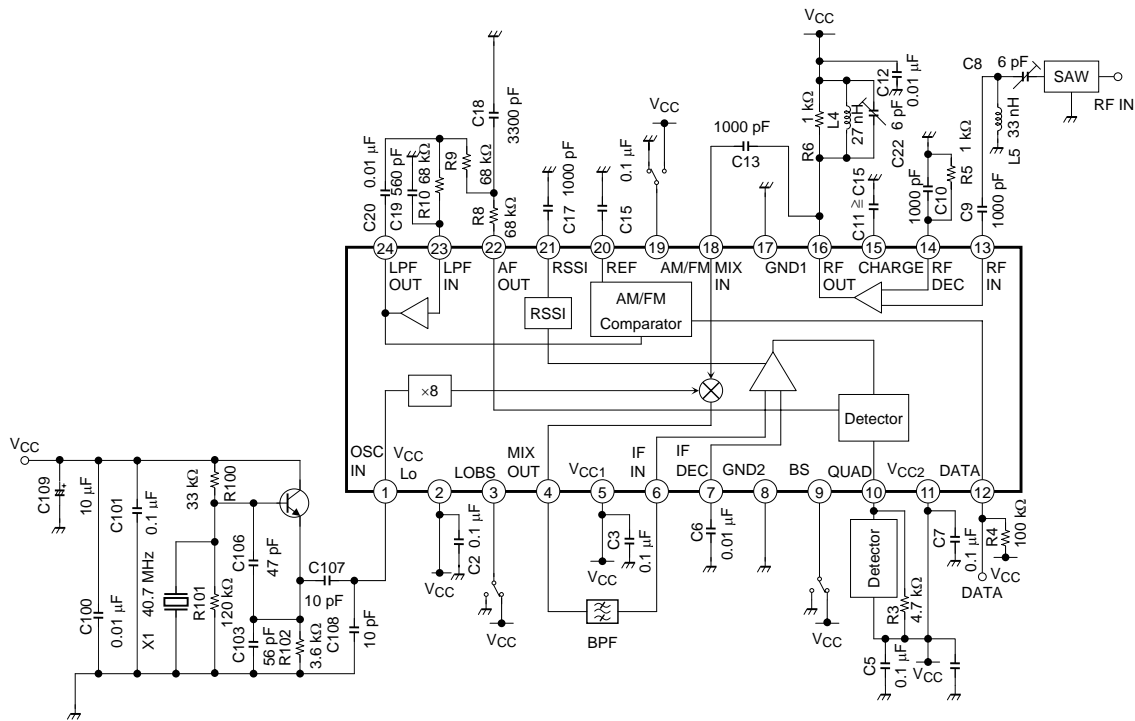 VCC
C12
0.01 µF
C8
6 pF
SAW
RF IN
L5
33 nH
C18
3300 pF
VCC
0.1 µF
1000 pF
C13
1 kΩ
R6
L4
27 nH
6 pF
C22
1 kΩ
R5
C10
1000 pF
C9
1000 pF
C11 ≥ C15
C20
0.01 µF
C19
560 pF
R10
68 kΩ
R9
68 kΩ
R8
68 kΩ
C17
1000 pF
C15
24
23
22
21
20
19
18
17
16
15
14
13
LPF OUT
LPF IN
AF OUT
RSSI
REF
AM/FM
MIX IN
GND1
RF OUT
CHARGE
RF DEC
RF IN
RSSI
AM/FM
Comparator
×8
Detector
OSC IN
VCC Lo
LOBS
MIX OUT
VCC1
IF IN
IF DEC
GND2
BS
QUAD
VCC2
DATA
1
2
3
4
5
6
7
8
9
10
11
12
VCC
C109
10 µF
C100
0.01 µF
C101
0.1 µF
X1
40.7 MHz
33 kΩ
R100
R101
120 kΩ
C106
47 pF
C103
56 pF
R102
3.6 kΩ
C107
10 pF
C108
10 pF
C2
0.1 µF
VCC
VCC
BPF
C3
0.1 µF
VCC
C6
0.01 µF
VCC
Detector
R3
4.7 kΩ
C5
0.1 µF
VCC
C7
0.1 µF
R4
100 kΩ
VCC
DATA